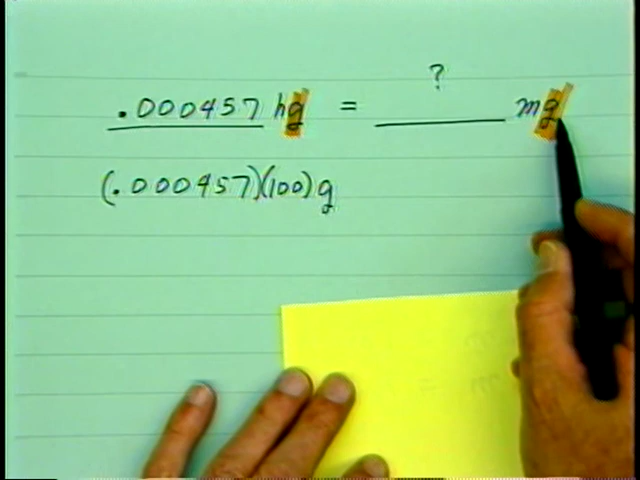 ?
.000457 hg = ______ mg
(.000457)(100) g